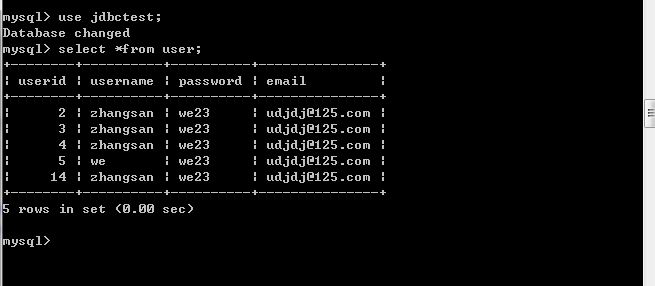 mysql> use jdbctest;
Database changed
mysql> select *from user;
+--------+----------+----------+---------------+
| userid | username | password | email         |
+--------+----------+----------+---------------+
|      2 | zhangsan | we23     | udjdj@125.com |
|      3 | zhangsan | we23     | udjdj@125.com |
|      4 | zhangsan | we23     | udjdj@125.com |
|      5 | we       | we23     | udjdj@125.com |
|     14 | zhangsan | we23     | udjdj@125.com |
+--------+----------+----------+---------------+
5 rows in set (0.00 sec)
mysql>